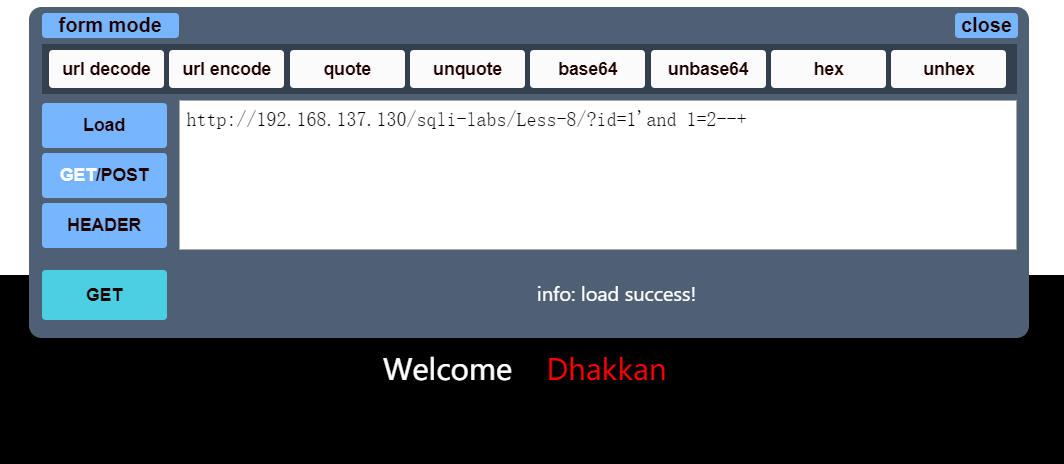 form mode close
url decode url encode quote unquote base64 unbase64 hex unhex
Load
http://192.168.137.130/sqli-labs/Less-8/?id=1'and 1=2--+
GET/POST
HEADER
GET
info: load success!
Welcome Dhakkan